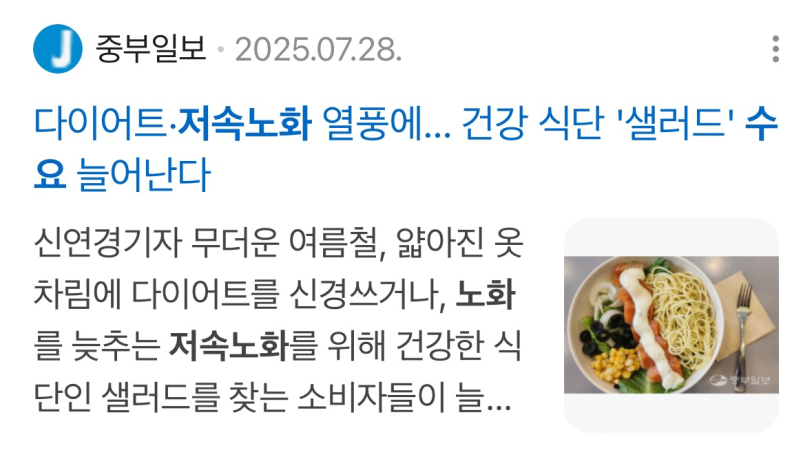 J 중부일보 • 2025.07.28.
다이어트·저속노화 열풍에... 건강 식단 '샐러드' 수
요 늘어난다
신연경기자 무더운 여름철, 얇아진 옷
차림에 다이어트를 신경쓰거나, 노화
를 늦추는 저속노화를 위해 건강한 식
단인 샐러드를 찾는 소비자들이 늘...
중부일보